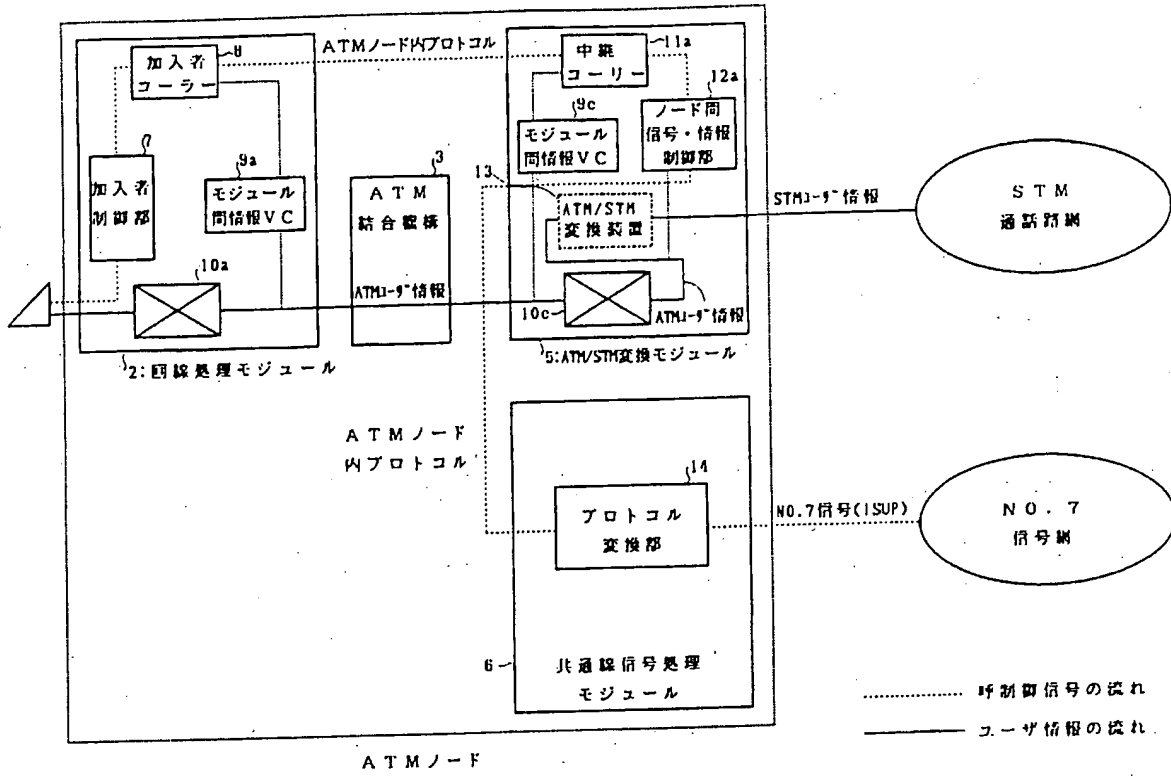 8
ATMノード内プロトコル
11a
加入者
コーラー
中継
コーリー
12a
7
9a
9c
ノード間
信号・情報
制御部
モジュール
間情報VC
3
加入者
制御部
モジュール
間情報VC
ATM
結合機構
13
ATM/STM
変換装置
STMユーザ情報
STM
通話路網
10a
ATMユーザ情報
10c
ATMユーザ情報
2:回線処理モジュール
5:ATM/STM変換モジュール
ATMノード
内プロトコル
14
プロトコル
変換部
NO.7信号(ISUP)
NO.7
信号網
6
共通線信号処理
モジュール
呼制御信号の流れ
ユーザ情報の流れ
ATMノード